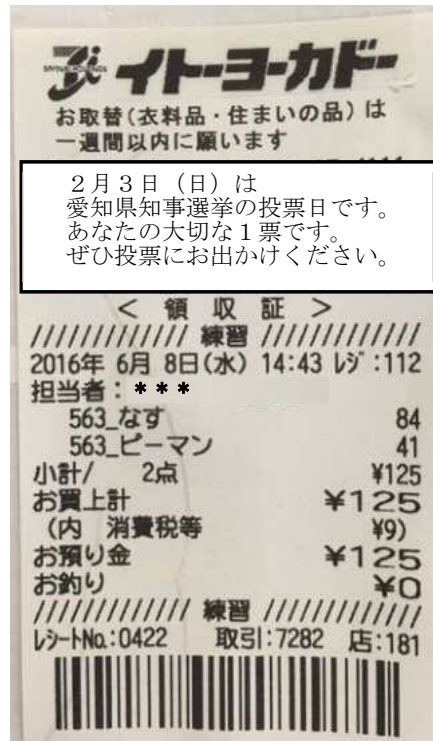 イトーヨーカドー
お取替(衣料品・住まいの品)は
一週間以内に願います
2月3日(日)は
愛知県知事選挙の投票日です。
あなたの大切な1票です。
ぜひ投票にお出かけください。
< 領 収 証 >
///////////// 練習 /////////////
2016年 6月 8日(水) 14:43 レジ:112
担当者:***
563_なす 84
563_ピーマン 41
小計/ 2点 ¥125
お買上計 ¥125
(内 消費税等 ¥9)
お預り金 ¥125
お釣り ¥0
///////////// 練習 /////////////
レシートNo.:0422 取引:7282 店:181